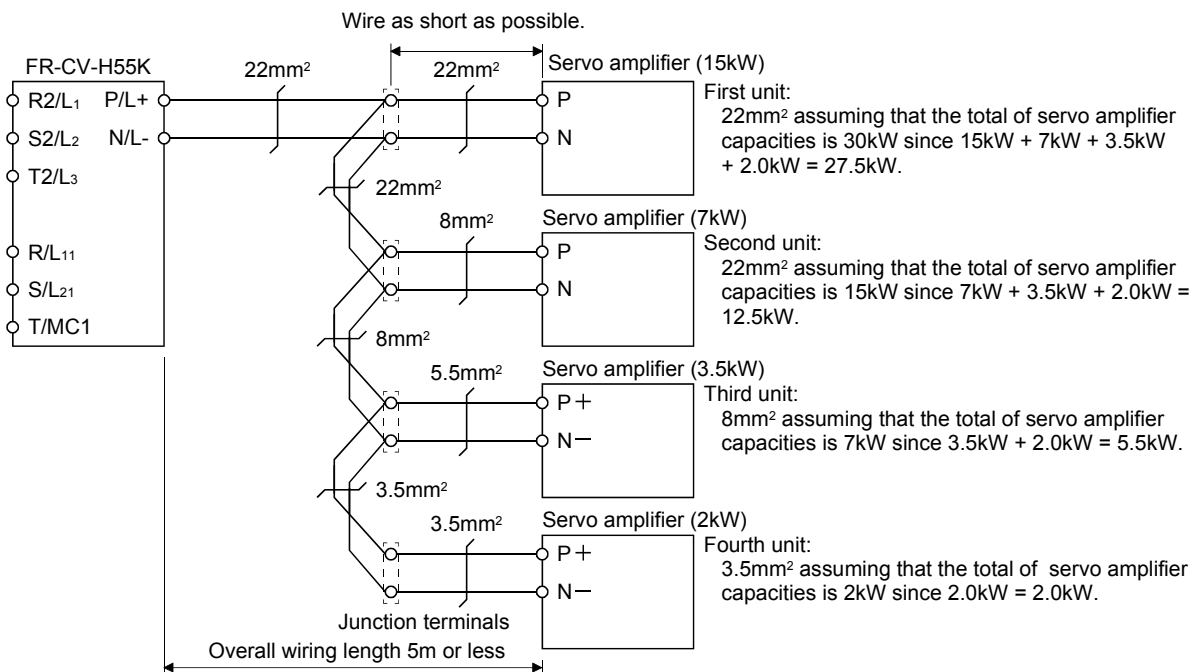 Wire as short as possible.
FR-CV-H55K
22mm²
22mm²
Servo amplifier (15kW)
R2/L1 P/L+
S2/L2 N/L-
T2/L3
R/L11
S/L21
T/MC1
P
N
First unit:
22mm² assuming that the total of servo amplifier
capacities is 30kW since 15kW + 7kW + 3.5kW
+ 2.0kW = 27.5kW.
22mm²
8mm²
Servo amplifier (7kW)
P
N
Second unit:
22mm² assuming that the total of servo amplifier
capacities is 15kW since 7kW + 3.5kW + 2.0kW =
12.5kW.
8mm²
5.5mm²
Servo amplifier (3.5kW)
P+
N−
Third unit:
8mm² assuming that the total of servo amplifier
capacities is 7kW since 3.5kW + 2.0kW = 5.5kW.
3.5mm²
3.5mm²
Servo amplifier (2kW)
P+
N−
Fourth unit:
3.5mm² assuming that the total of servo amplifier
capacities is 2kW since 2.0kW = 2.0kW.
Junction terminals
Overall wiring length 5m or less